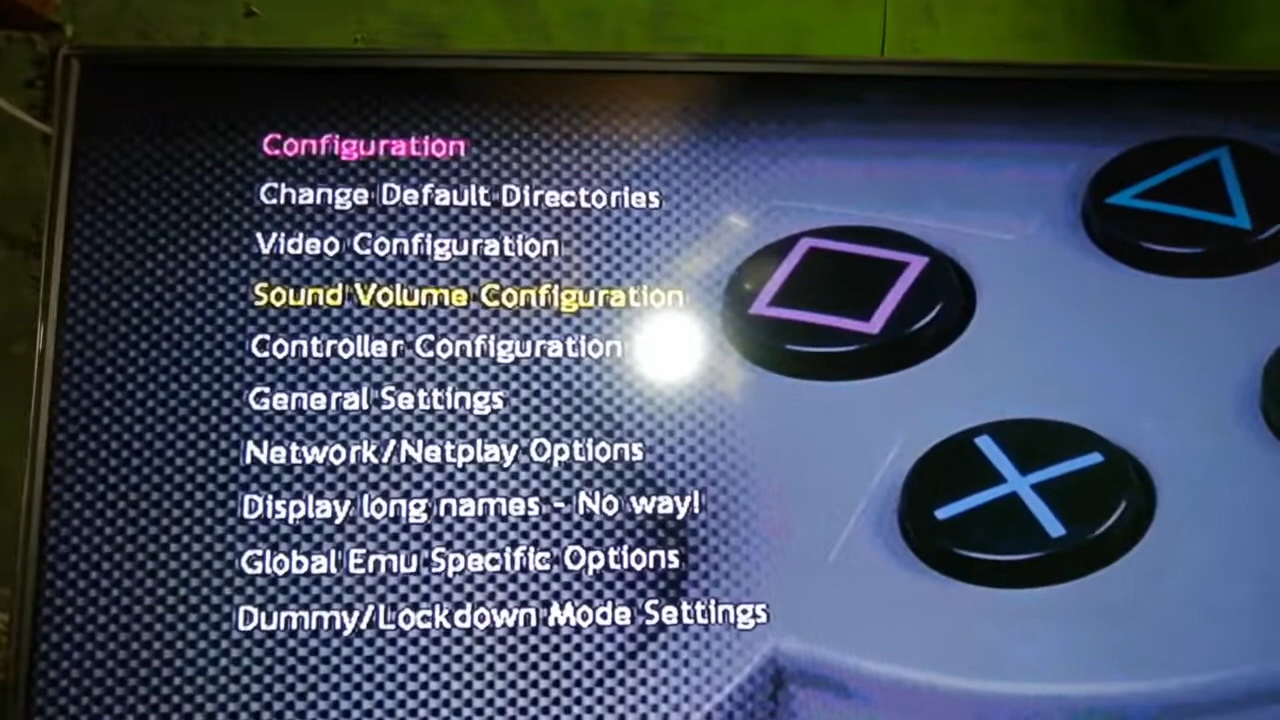 Configuration
Change Default Directories
Video Configuration
Sound Volume Configuration
Controller Configuration
General Settings
Network/Netplay Options
Display long names - No way!
Global Emu Specific Options
Dummy/Lockdown Mode Settings